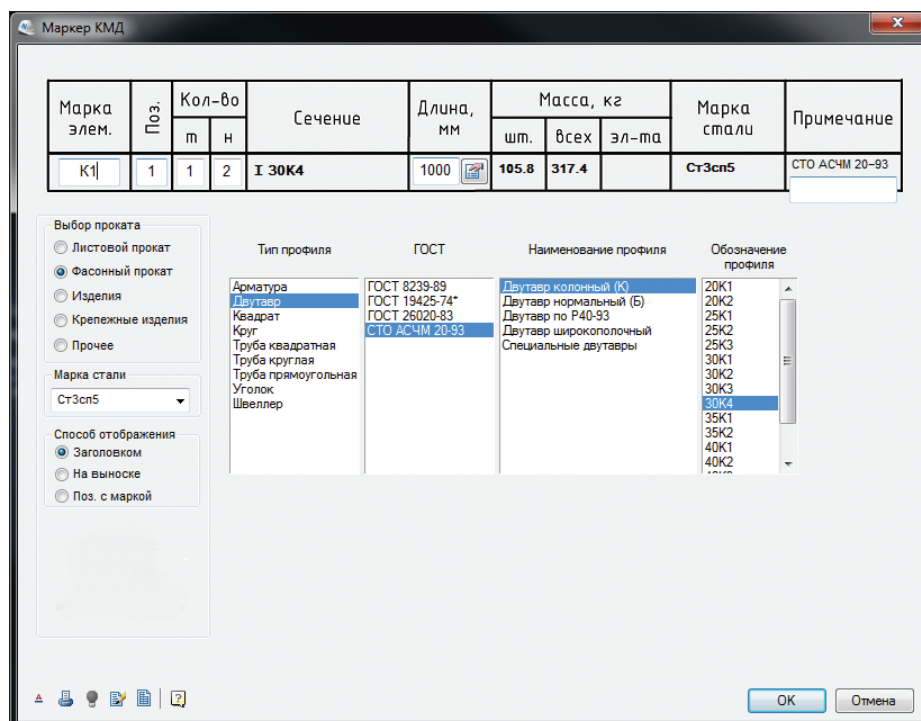 Маркер КМД
Марка элем.
Поз.
Кол-во
т
н
Сечение
Длина, мм
Масса, кг
шт.
всех
эл-та
Марка стали
Примечание
К1 1 1 2 I 30К4 1000 105.8 317.4 Ст3сп5 СТО АСЧМ 20-93
Выбор проката
Листовой прокат
Фасонный прокат
Изделия
Крепежные изделия
Прочее
Марка стали
Ст3сп5
Способ отображения
Заголовком
На выноске
Поз. с маркой
Тип профиля
Арматура
Двутавр
Квадрат
Круг
Труба квадратная
Труба круглая
Труба прямоугольная
Уголок
Швеллер
ГОСТ
ГОСТ 8239-89
ГОСТ 19425-74*
ГОСТ 26020-83
СТО АСЧМ 20-93
Наименование профиля
Двутавр колонный (К)
Двутавр нормальный (Б)
Двутавр по Р40-93
Двутавр широкополочный
Специальные двутавры
Обозначение
профиля
20К1
20К2
25К1
25К2
25К3
30К1
30К2
30К3
30К4
35К1
35К2
40К1
40К2
ОК
Отмена